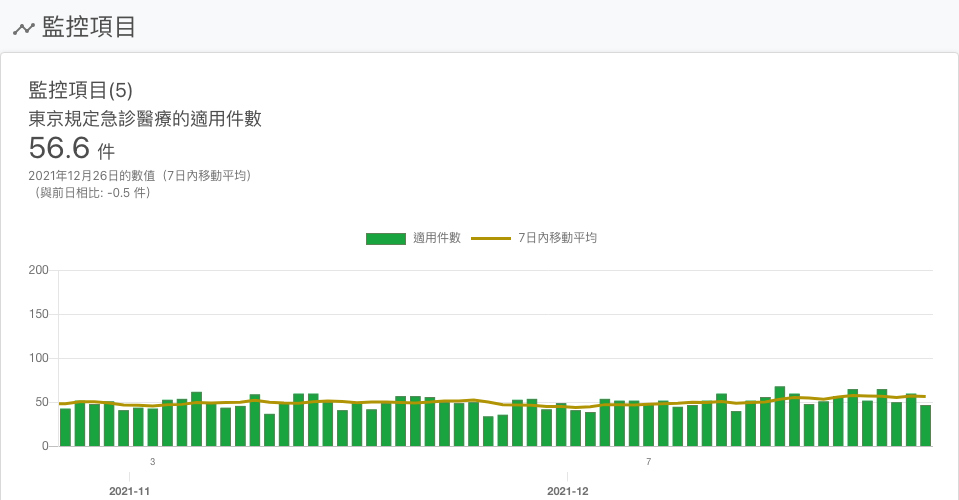 監控項目
監控項目(5)
東京規定急診醫療的適用件數
56.6 件
2021年12月26日的數值（7日內移動平均）
（與前日相比: -0.5 件）
適用件數 7日內移動平均
200
150
100
50
0
3 7
2021-11 2021-12